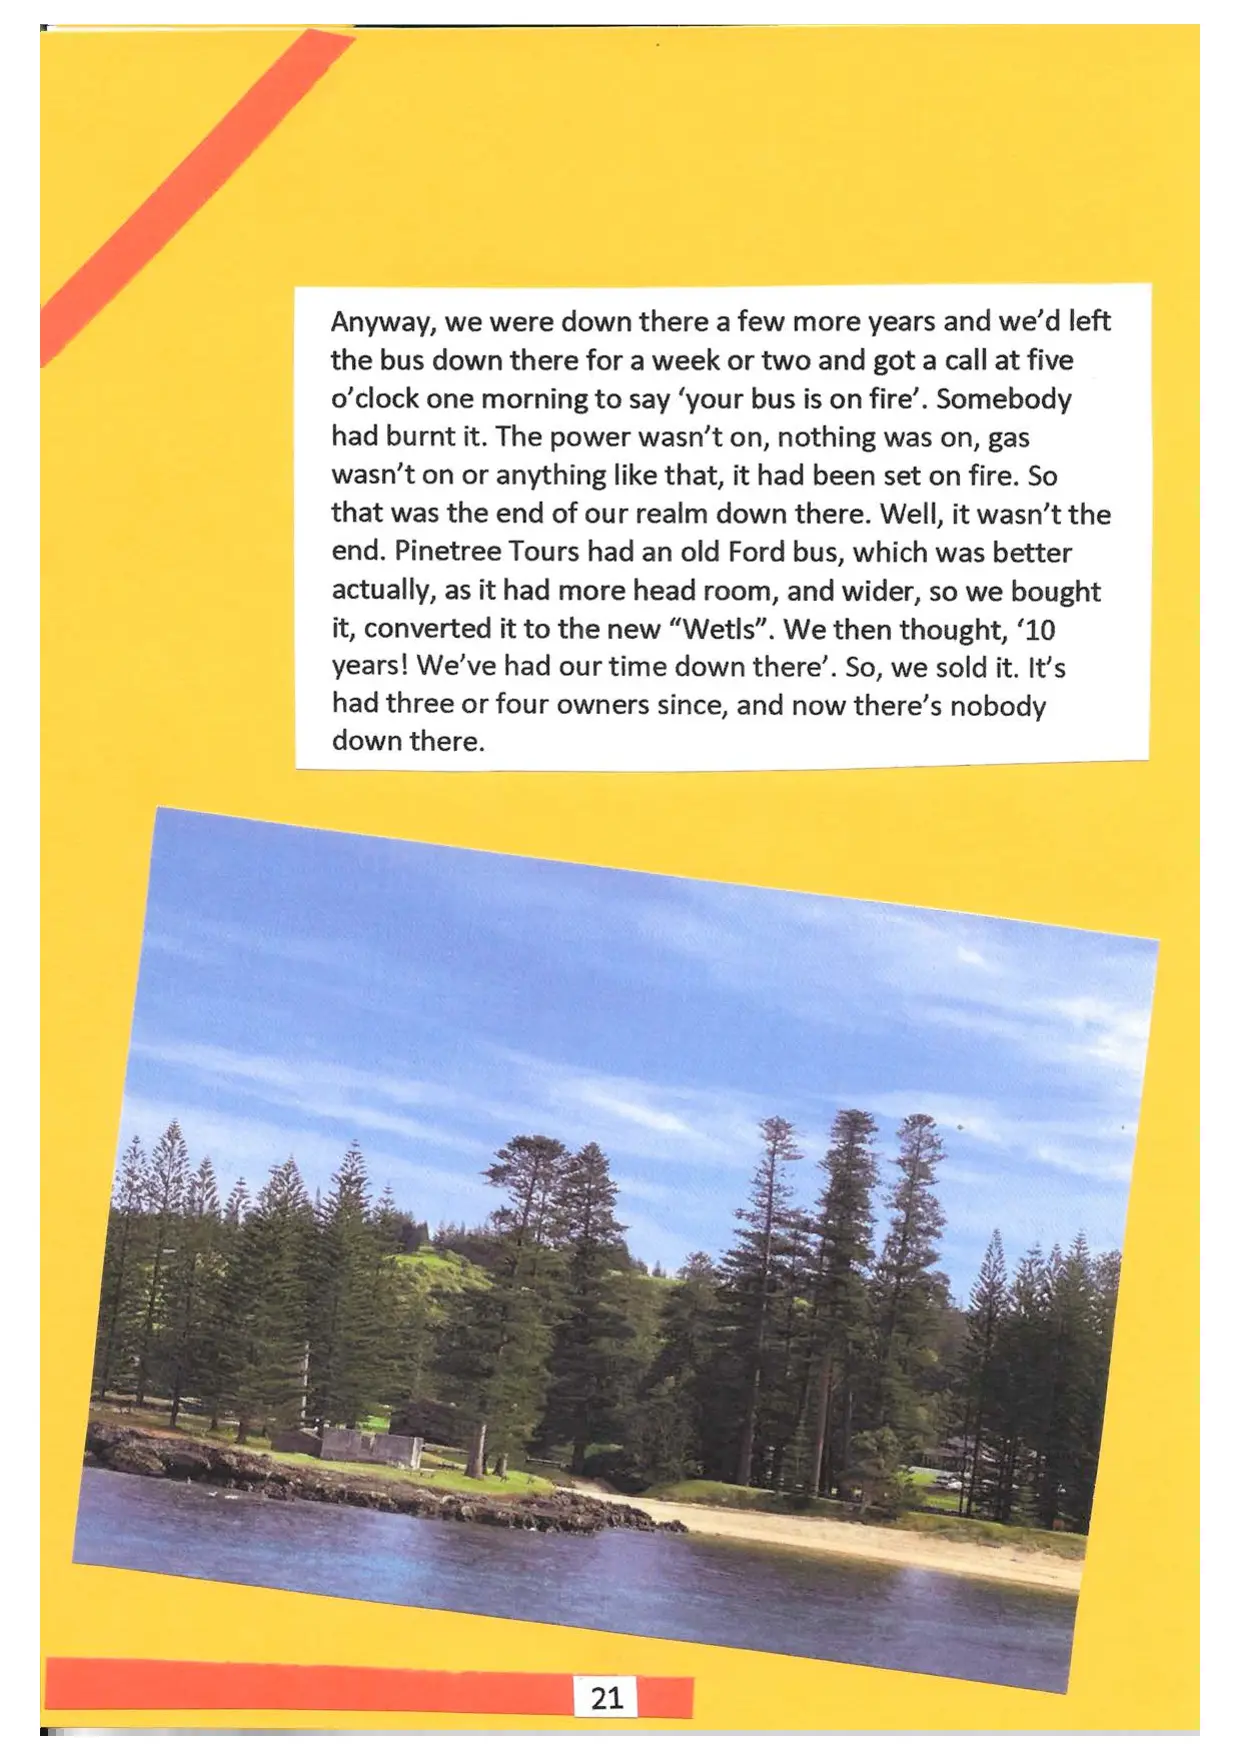 Anyway, we were down there a few more years and we’d left
the bus down there for a week or two and got a call at five
o’clock one morning to say ‘your bus is on fire’. Somebody
had burnt it. The power wasn’t on, nothing was on, gas
wasn’t on or anything like that, it had been set on fire. So
that was the end of our realm down there. Well, it wasn’t the
end. Pinetree Tours had an old Ford bus, which was better
actually, as it had more head room, and wider, so we bought
it, converted it to the new “Wetls”. We then thought, ‘10
years! We’ve had our time down there’. So, we sold it. It’s
had three or four owners since, and now there’s nobody
down there.
21